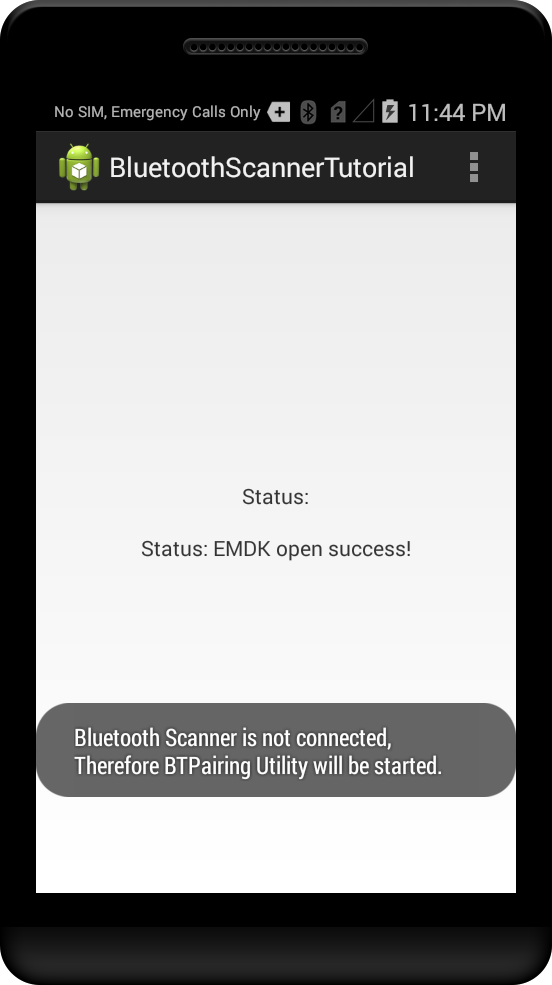 No SIM, Emergency Calls Only 11:44 PM
BluetoothScannerTutorial
Status:
Status: EMDK open success!
Bluetooth Scanner is not connected,
Therefore BTPairing Utility will be started.